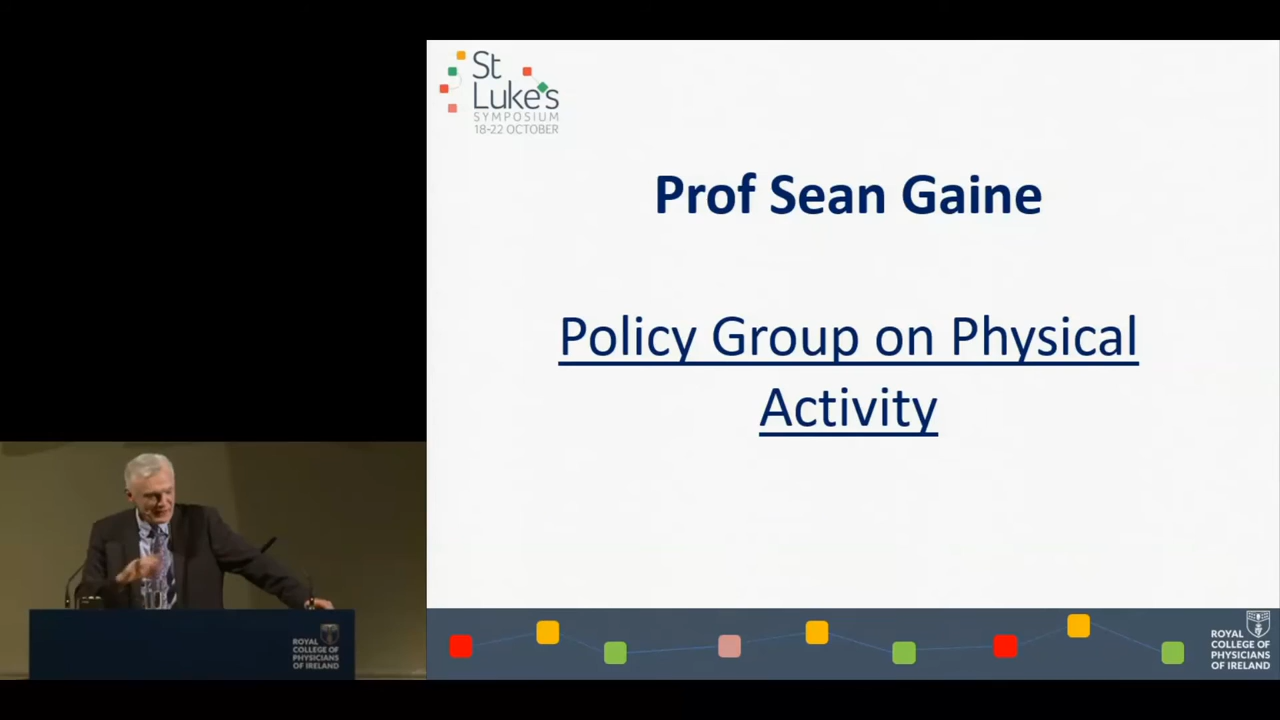 St
Luke's
SYMPOSIUM
18-22 OCTOBER
Prof Sean Gaine
Policy Group on Physical
Activity
ROYAL
COLLEGE OF
PHYSICIANS
OF IRELAND
ROYAL
COLLEGE OF
PHYSICIANS
OF IRELAND